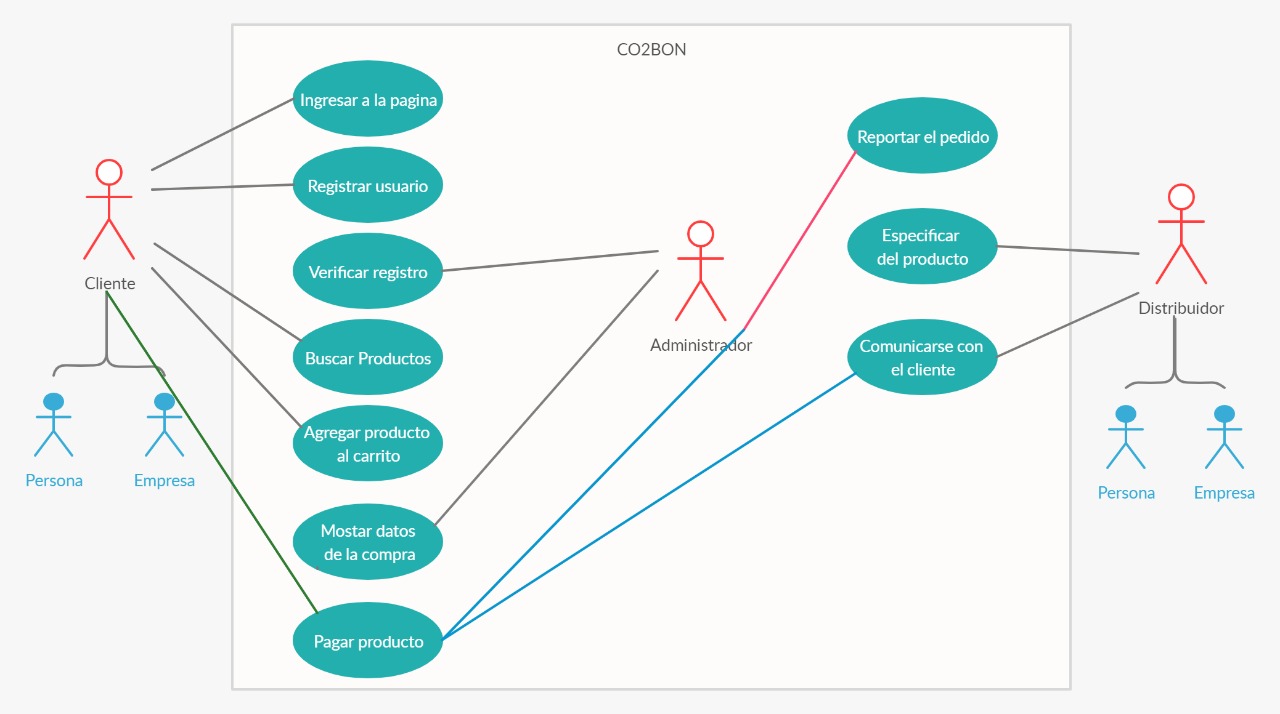 CO2BON
Ingresar a la pagina
Registrar usuario
Verificar registro
Buscar Productos
Agregar producto
al carrito
Mostar datos
de la compra
Pagar producto
Cliente
Persona
Empresa
Administrador
Reportar el pedido
Especificar
del producto
Comunicarse con
el cliente
Distribuidor
Persona
Empresa